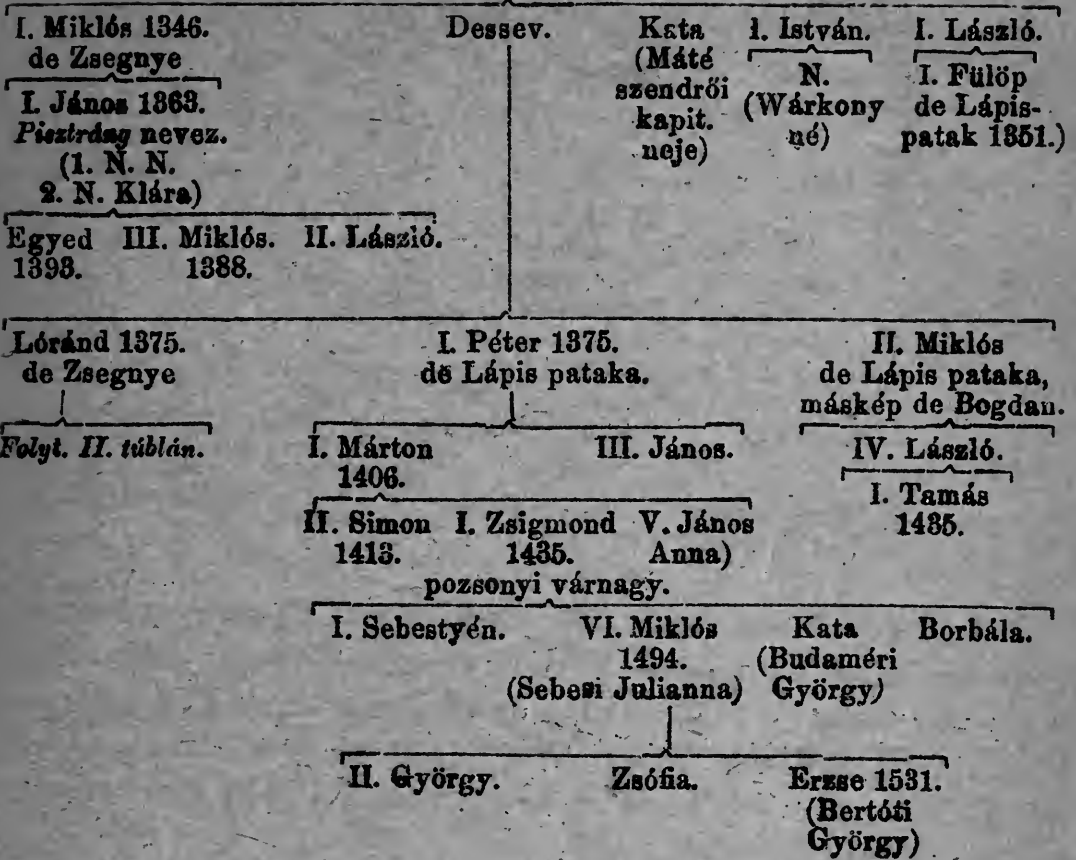 I. Miklós 1346. Dessev. Kata I. István. I. László.
de Zsegnye (Máté N. I. Fülöp
I. János 1363. szendrői (Wárkony de Lápis-
Pisztráng nevez. kapit. né) patak 1351.)
(1. N. N. neje)
2. N. Klára)
Egyed III. Miklós. II. László.
1393. 1388.
Lóránd 1375. I. Péter 1375. II. Miklós
de Zsegnye de Lápis pataka. de Lápis pataka,
máskép de Bogdan.
Folyt. II. táblán. I. Márton III. János. IV. László.
1406. I. Tamás
II. Simon I. Zsigmond V. János 1435.
1413. 1435. Anna)
pozsonyi várnagy.
I. Sebestyén. VI. Miklós Kata Borbála.
1494. (Budaméri
(Sebesi Julianna) György)
II. György. Zsófia. Erzse 1531.
(Bertóti
György)